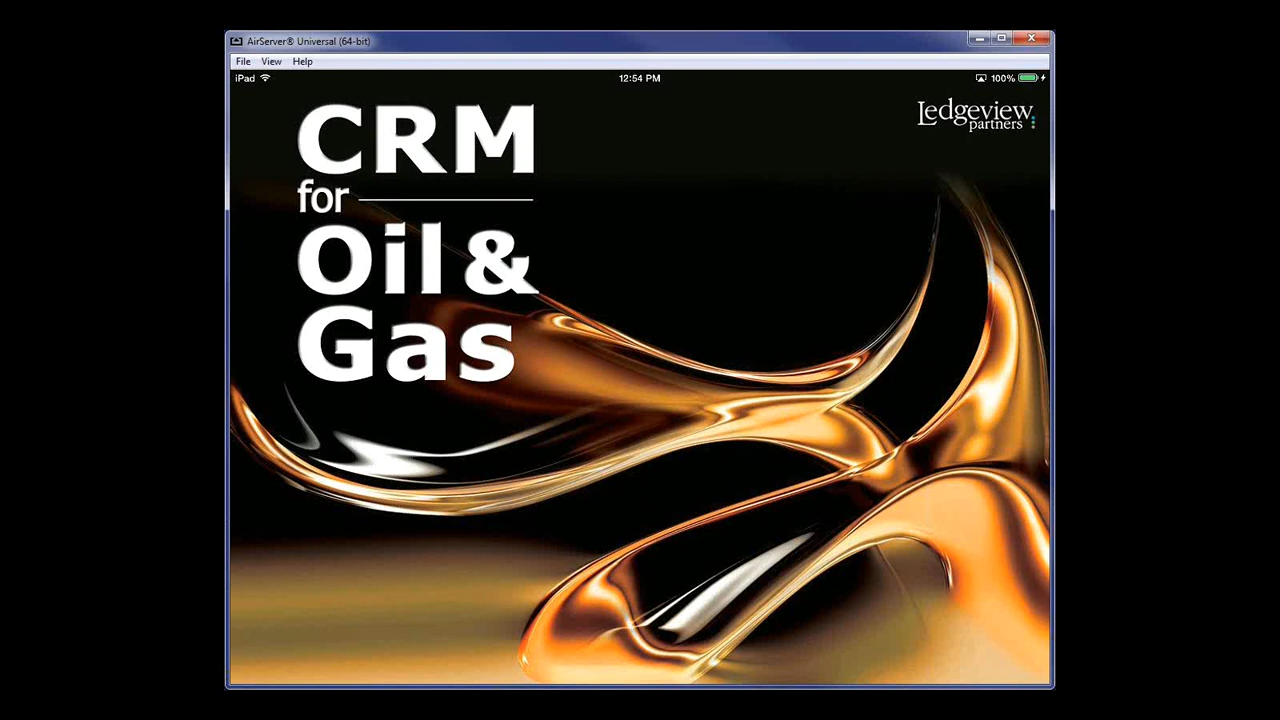 AirServer® Universal (64-bit)
File View Help
iPad 12:54 PM 100%
CRM
for
Oil &
Gas
Ledgeview
partners